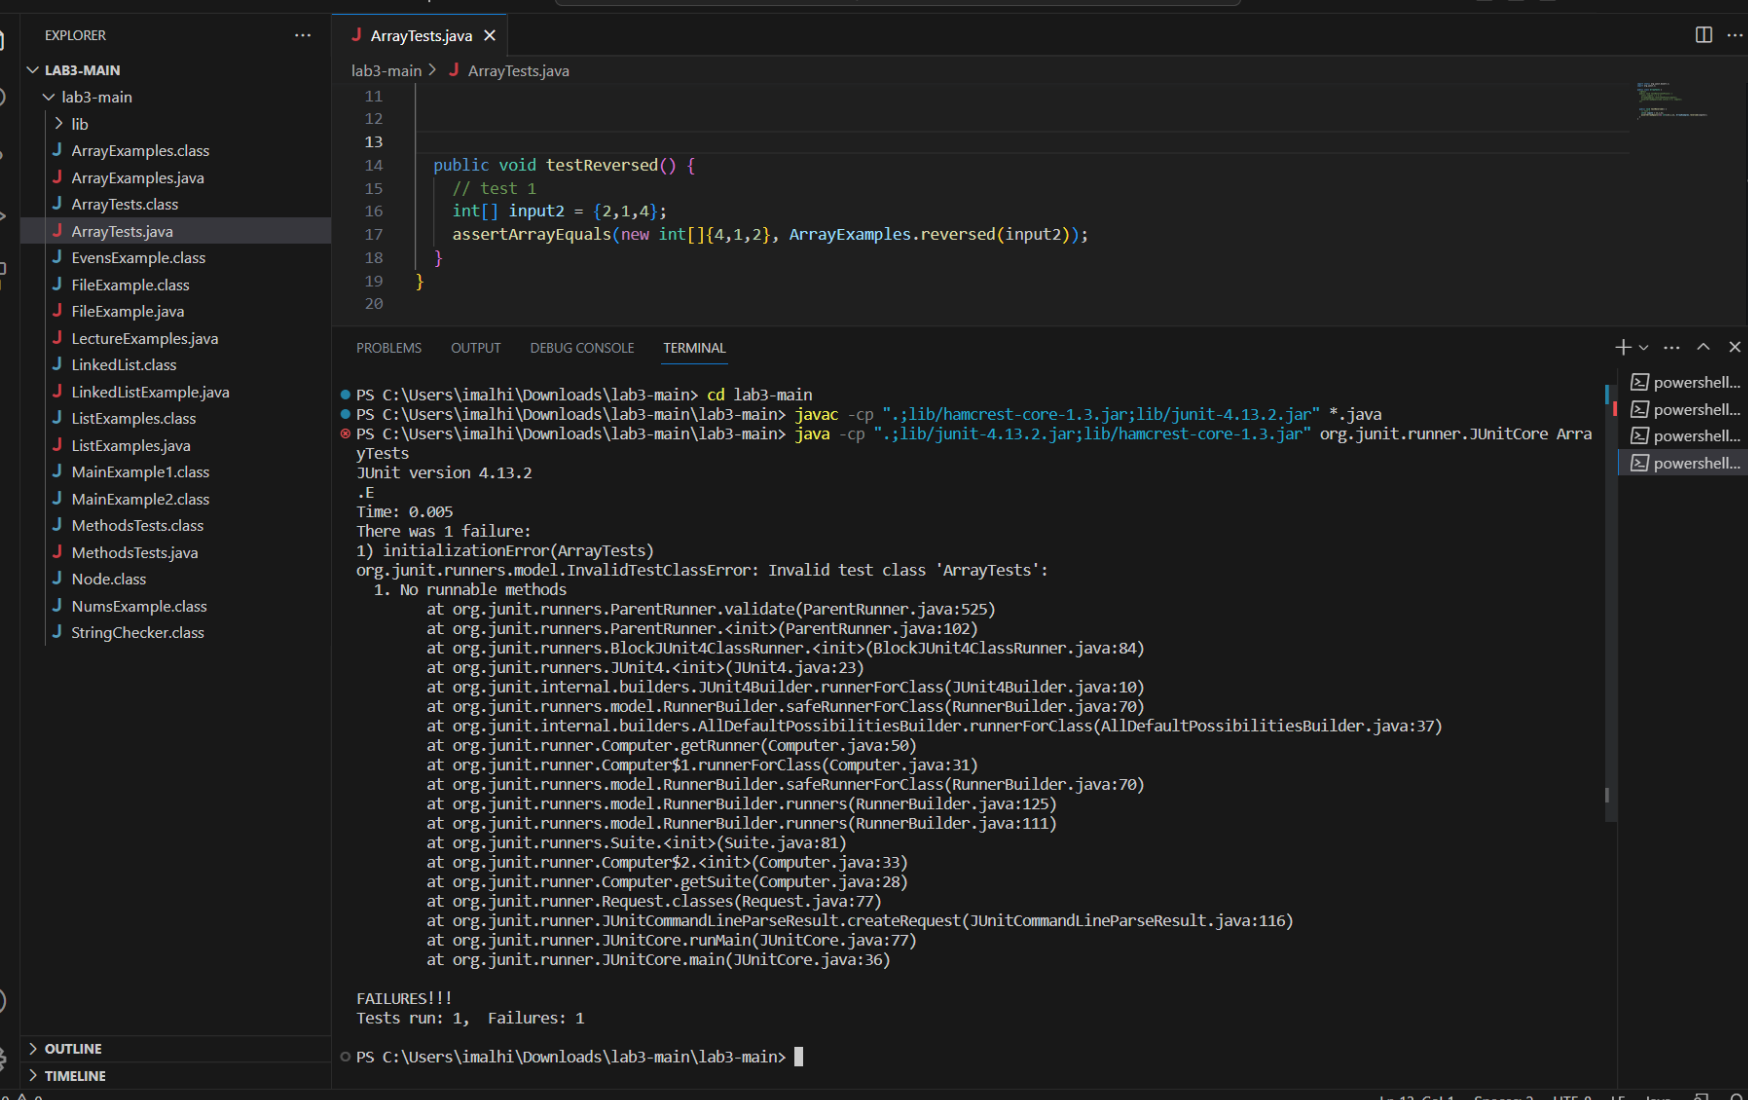 EXPLORER
LAB3-MAIN
lab3-main
lib
ArrayExamples.class
ArrayExamples.java
ArrayTests.class
ArrayTests.java
EvensExample.class
FileExample.class
FileExample.java
LectureExamples.java
LinkedList.class
LinkedListExample.java
ListExamples.class
ListExamples.java
MainExample1.class
MainExample2.class
MethodsTests.class
MethodsTests.java
Node.class
NumsExample.class
StringChecker.class
OUTLINE
TIMELINE
ArrayTests.java
lab3-main > ArrayTests.java
11
12
13
14 public void testReversed() {
15 // test 1
16 int[] input2 = {2,1,4};
17 assertArrayEquals(new int[]{4,1,2}, ArrayExamples.reversed(input2));
18 }
19 }
20
PROBLEMS OUTPUT DEBUG CONSOLE TERMINAL
PS C:\Users\imalhi\Downloads\lab3-main> cd lab3-main
PS C:\Users\imalhi\Downloads\lab3-main\lab3-main> javac -cp ".;lib/hamcrest-core-1.3.jar;lib/junit-4.13.2.jar" *.java
PS C:\Users\imalhi\Downloads\lab3-main\lab3-main> java -cp ".;lib/junit-4.13.2.jar;lib/hamcrest-core-1.3.jar" org.junit.runner.JUnitCore Arra
yTests
JUnit version 4.13.2
.E
Time: 0.005
There was 1 failure:
1) initializationError(ArrayTests)
org.junit.runners.model.InvalidTestClassError: Invalid test class 'ArrayTests':
1. No runnable methods
at org.junit.runners.ParentRunner.validate(ParentRunner.java:525)
at org.junit.runners.ParentRunner.<init>(ParentRunner.java:102)
at org.junit.runners.BlockJUnit4ClassRunner.<init>(BlockJUnit4ClassRunner.java:84)
at org.junit.runners.JUnit4.<init>(JUnit4.java:23)
at org.junit.internal.builders.JUnit4Builder.runnerForClass(JUnit4Builder.java:10)
at org.junit.runners.model.RunnerBuilder.safeRunnerForClass(RunnerBuilder.java:70)
at org.junit.internal.builders.AllDefaultPossibilitiesBuilder.runnerForClass(AllDefaultPossibilitiesBuilder.java:37)
at org.junit.runner.Computer.getRunner(Computer.java:50)
at org.junit.runner.Computer$1.runnerForClass(Computer.java:31)
at org.junit.runners.model.RunnerBuilder.safeRunnerForClass(RunnerBuilder.java:70)
at org.junit.runners.model.RunnerBuilder.runners(RunnerBuilder.java:125)
at org.junit.runners.model.RunnerBuilder.runners(RunnerBuilder.java:111)
at org.junit.runners.Suite.<init>(Suite.java:81)
at org.junit.runner.Computer$2.<init>(Computer.java:33)
at org.junit.runner.Computer.getSuite(Computer.java:28)
at org.junit.runner.Request.classes(Request.java:77)
at org.junit.runner.JUnitCommandLineParseResult.createRequest(JUnitCommandLineParseResult.java:116)
at org.junit.runner.JUnitCore.runMain(JUnitCore.java:77)
at org.junit.runner.JUnitCore.main(JUnitCore.java:36)
FAILURES!!!
Tests run: 1,  Failures: 1
PS C:\Users\imalhi\Downloads\lab3-main\lab3-main>
powershell...
powershell...
powershell...
powershell...